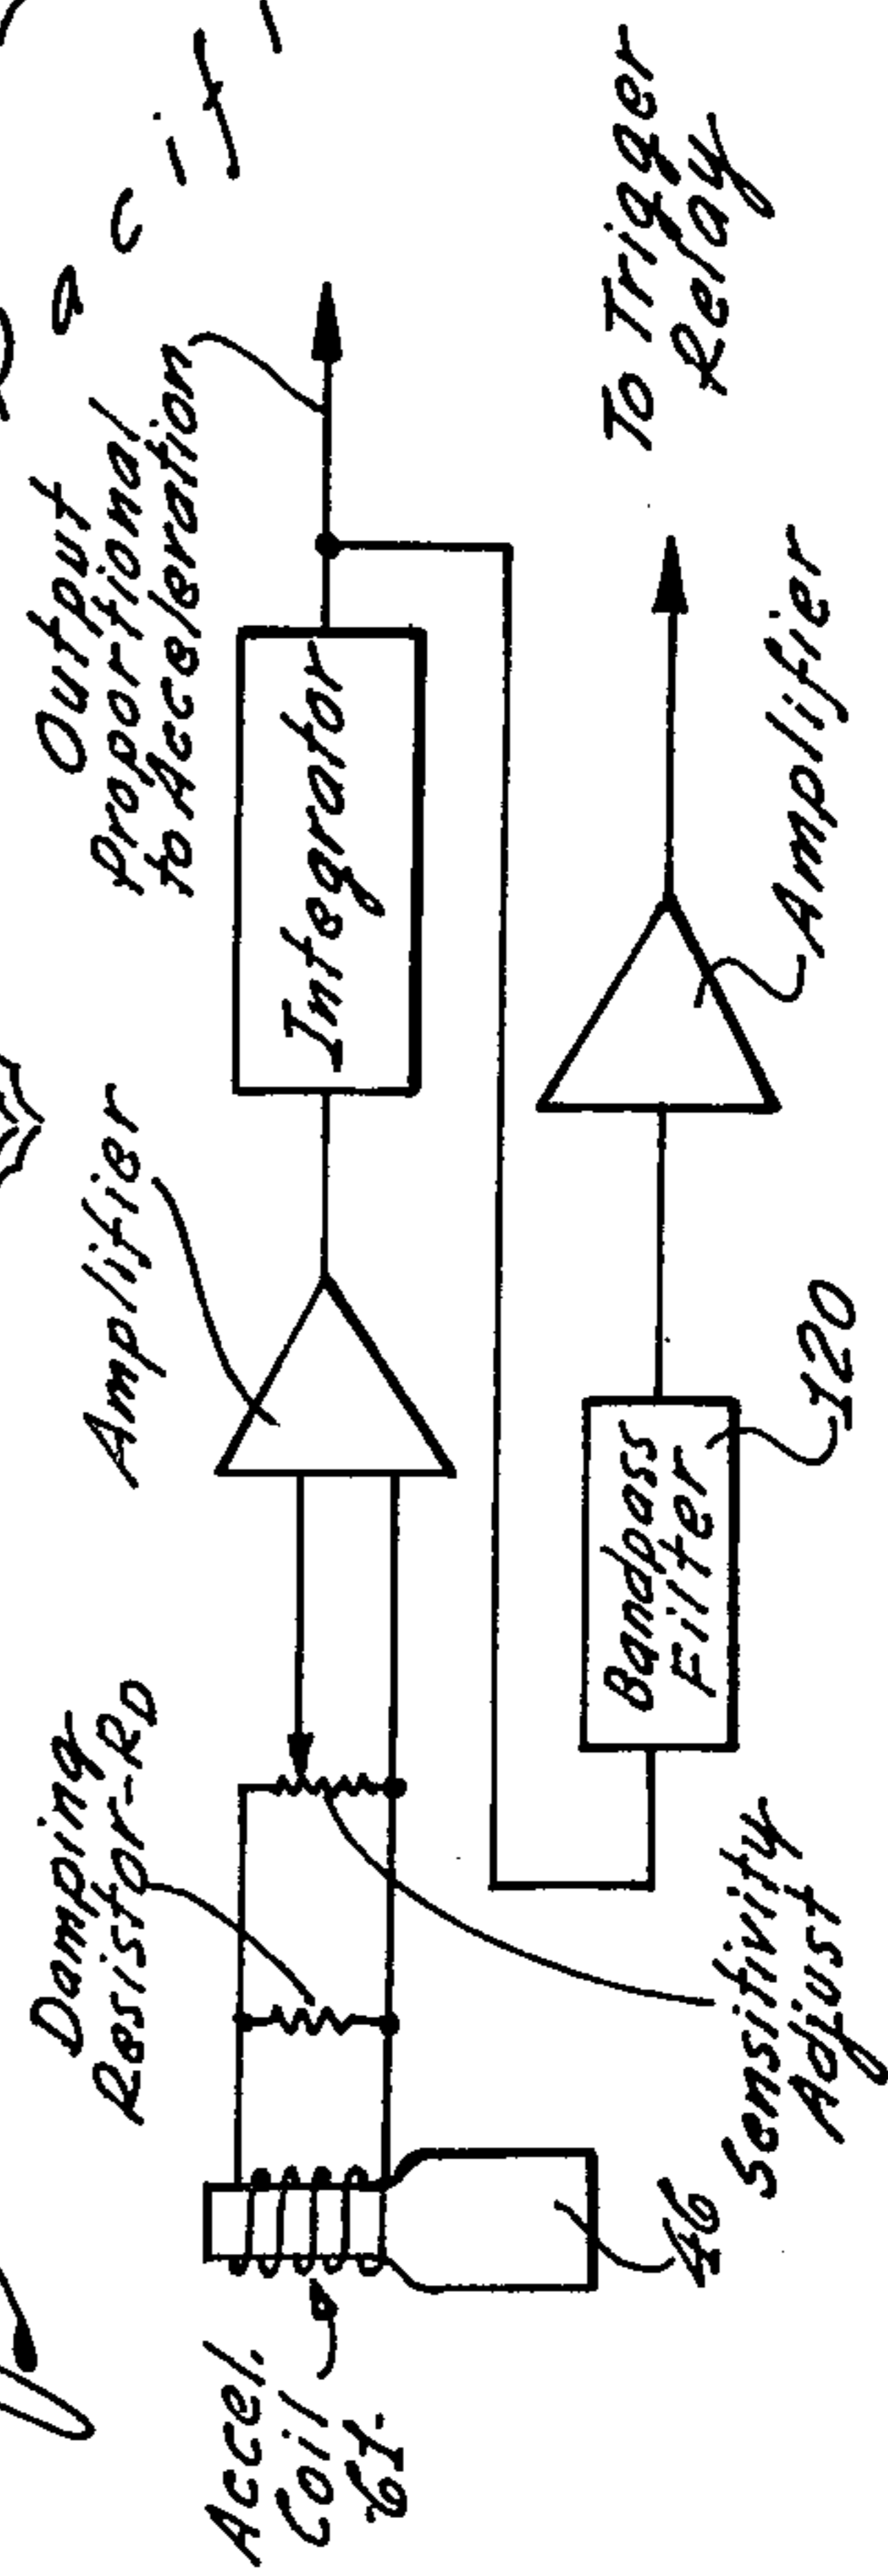 Output
Proportional
to Acceleration
Amplifier
Damping
Resistor-RD
Accel.
Coil
61
Integrator
46
Sensitivity
Adjust
Bandpass
Filter
120
Amplifier
To Trigger
Relay